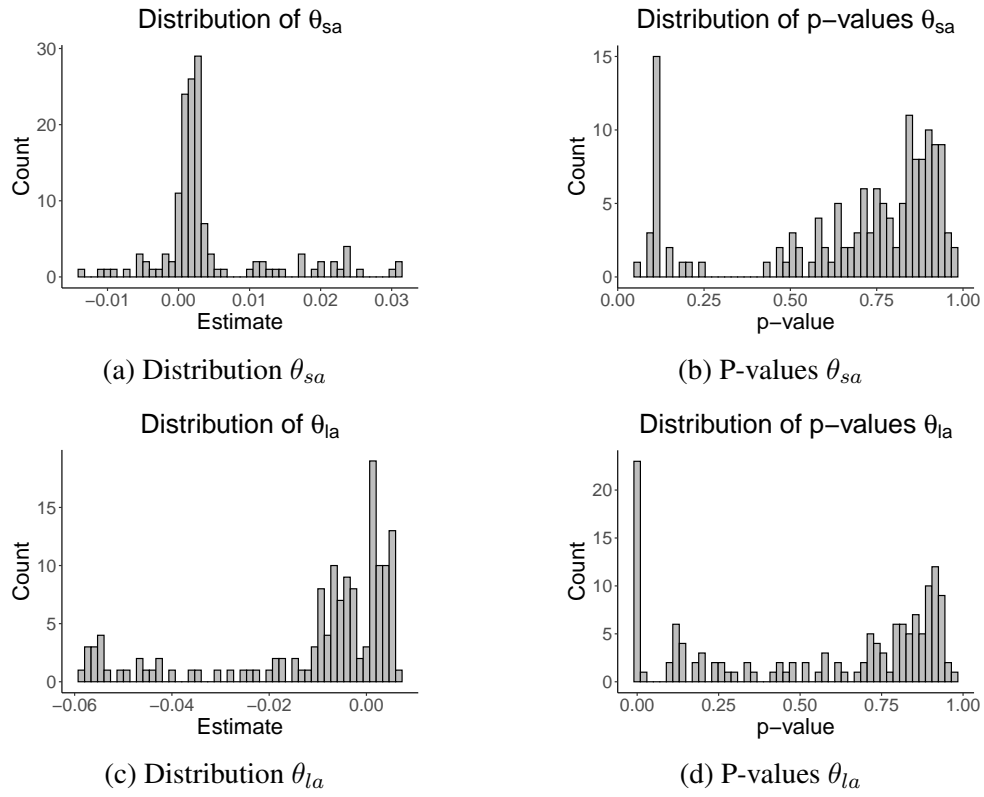 Distribution of θsa
30
20
10
0
Count
−0.01 0.00 0.01 0.02 0.03
Estimate
(a) Distribution θsa
Distribution of p−values θsa
15
10
5
0
Count
0.00 0.25 0.50 0.75 1.00
p−value
(b) P-values θsa
Distribution of θla
15
10
5
0
Count
−0.06 −0.04 −0.02 0.00
Estimate
(c) Distribution θla
Distribution of p−values θla
20
15
10
5
0
Count
0.00 0.25 0.50 0.75 1.00
p−value
(d) P-values θla